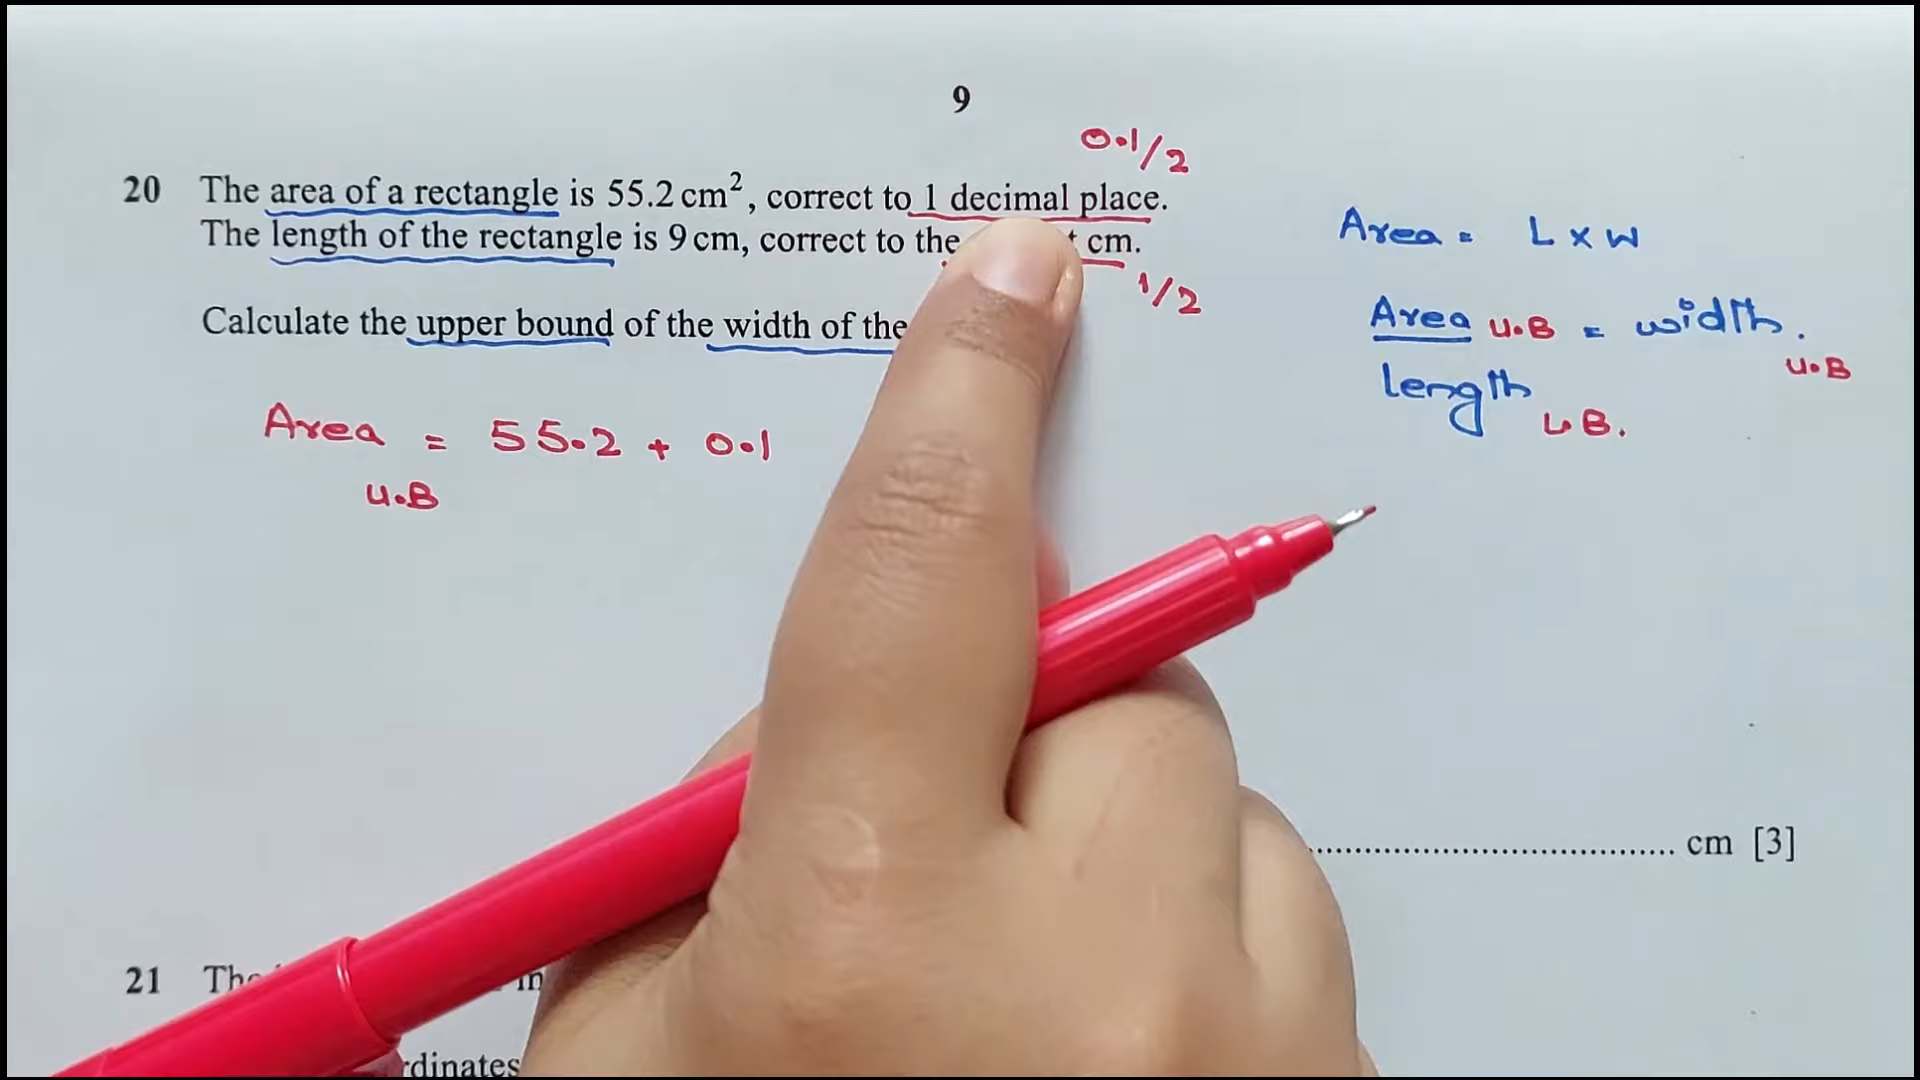 9
0.1/2
20 The area of a rectangle is 55.2 cm², correct to 1 decimal place.
The length of the rectangle is 9 cm, correct to the cm.
1/2
Calculate the upper bound of the width of the
Area = L x W
Area U.B = width.
U.B
length
L B.
Area = 55.2 + 0.1
U.B
cm [3]
21